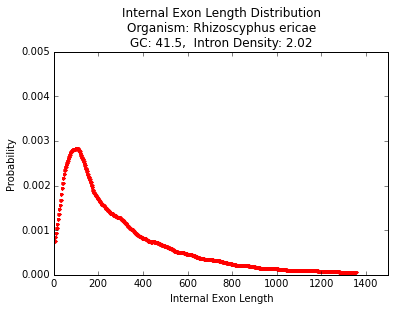 Internal Exon Length Distribution
Organism: Rhizoscyphus ericae
GC: 41.5,  Intron Density: 2.02
0.005
0.004
0.003
0.002
0.001
0.000
Probability
0 200 400 600 800 1000 1200 1400
Internal Exon Length